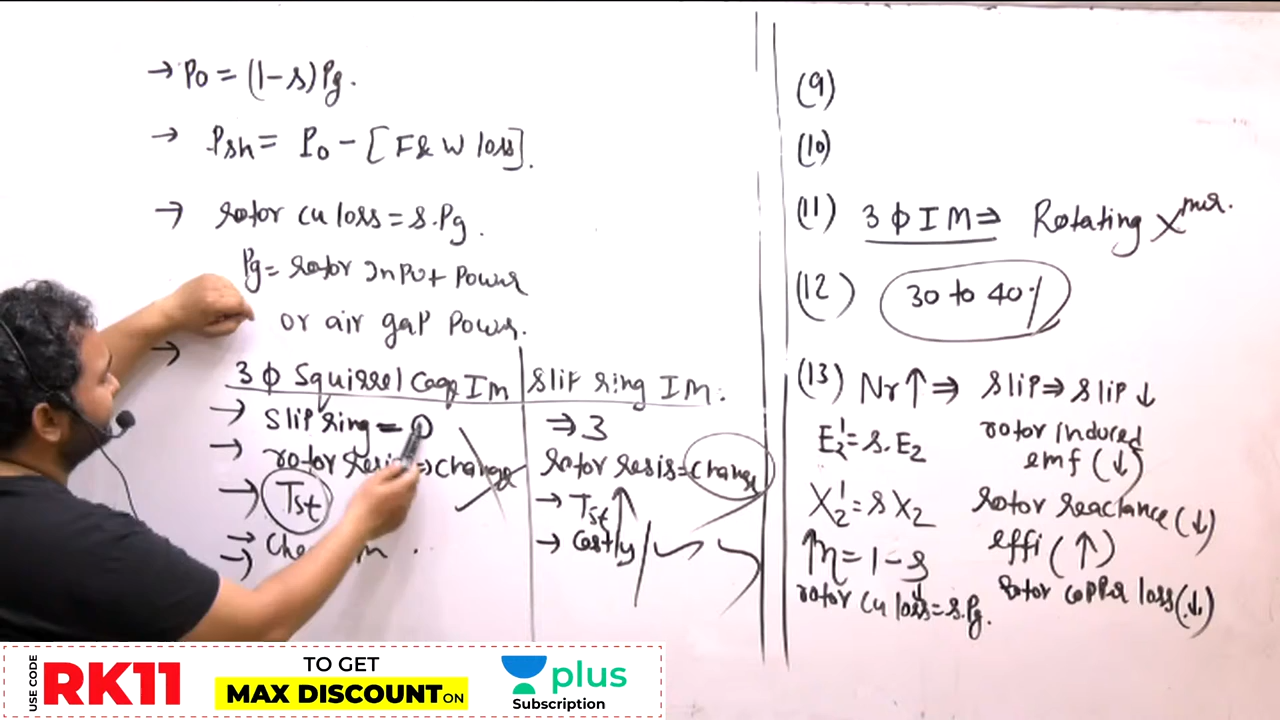 → Po = (1-s)Pg.
→ Psh = Po - [F & W loss].
→ rotor cu loss = s.Pg.
Pg = rotor InPut Power
or air gap Power.
→
3 φ Squirrel Cage IM
→ Slip ring = 0
→ rotor resis ⇒ change
→ Tst
→
→
Slip ring IM.
⇒ 3
rotor resis = change
→ Tst ↑
→ Costly
(9)
(10)
(11) 3 φ IM ⇒ Rotating Xmer.
(12) 30 to 40%
(13) Nr ↑ ⇒ slip ⇒ slip ↓
E2' = s.E2 rotor induced emf (↓)
X2' = s X2 rotor reactance (↓)
↑η = 1 - s↓ effi (↑)
rotor cu loss = s.Pg. rotor copper loss (↓)
USE CODE RK11
TO GET
MAX DISCOUNT ON
plus
Subscription